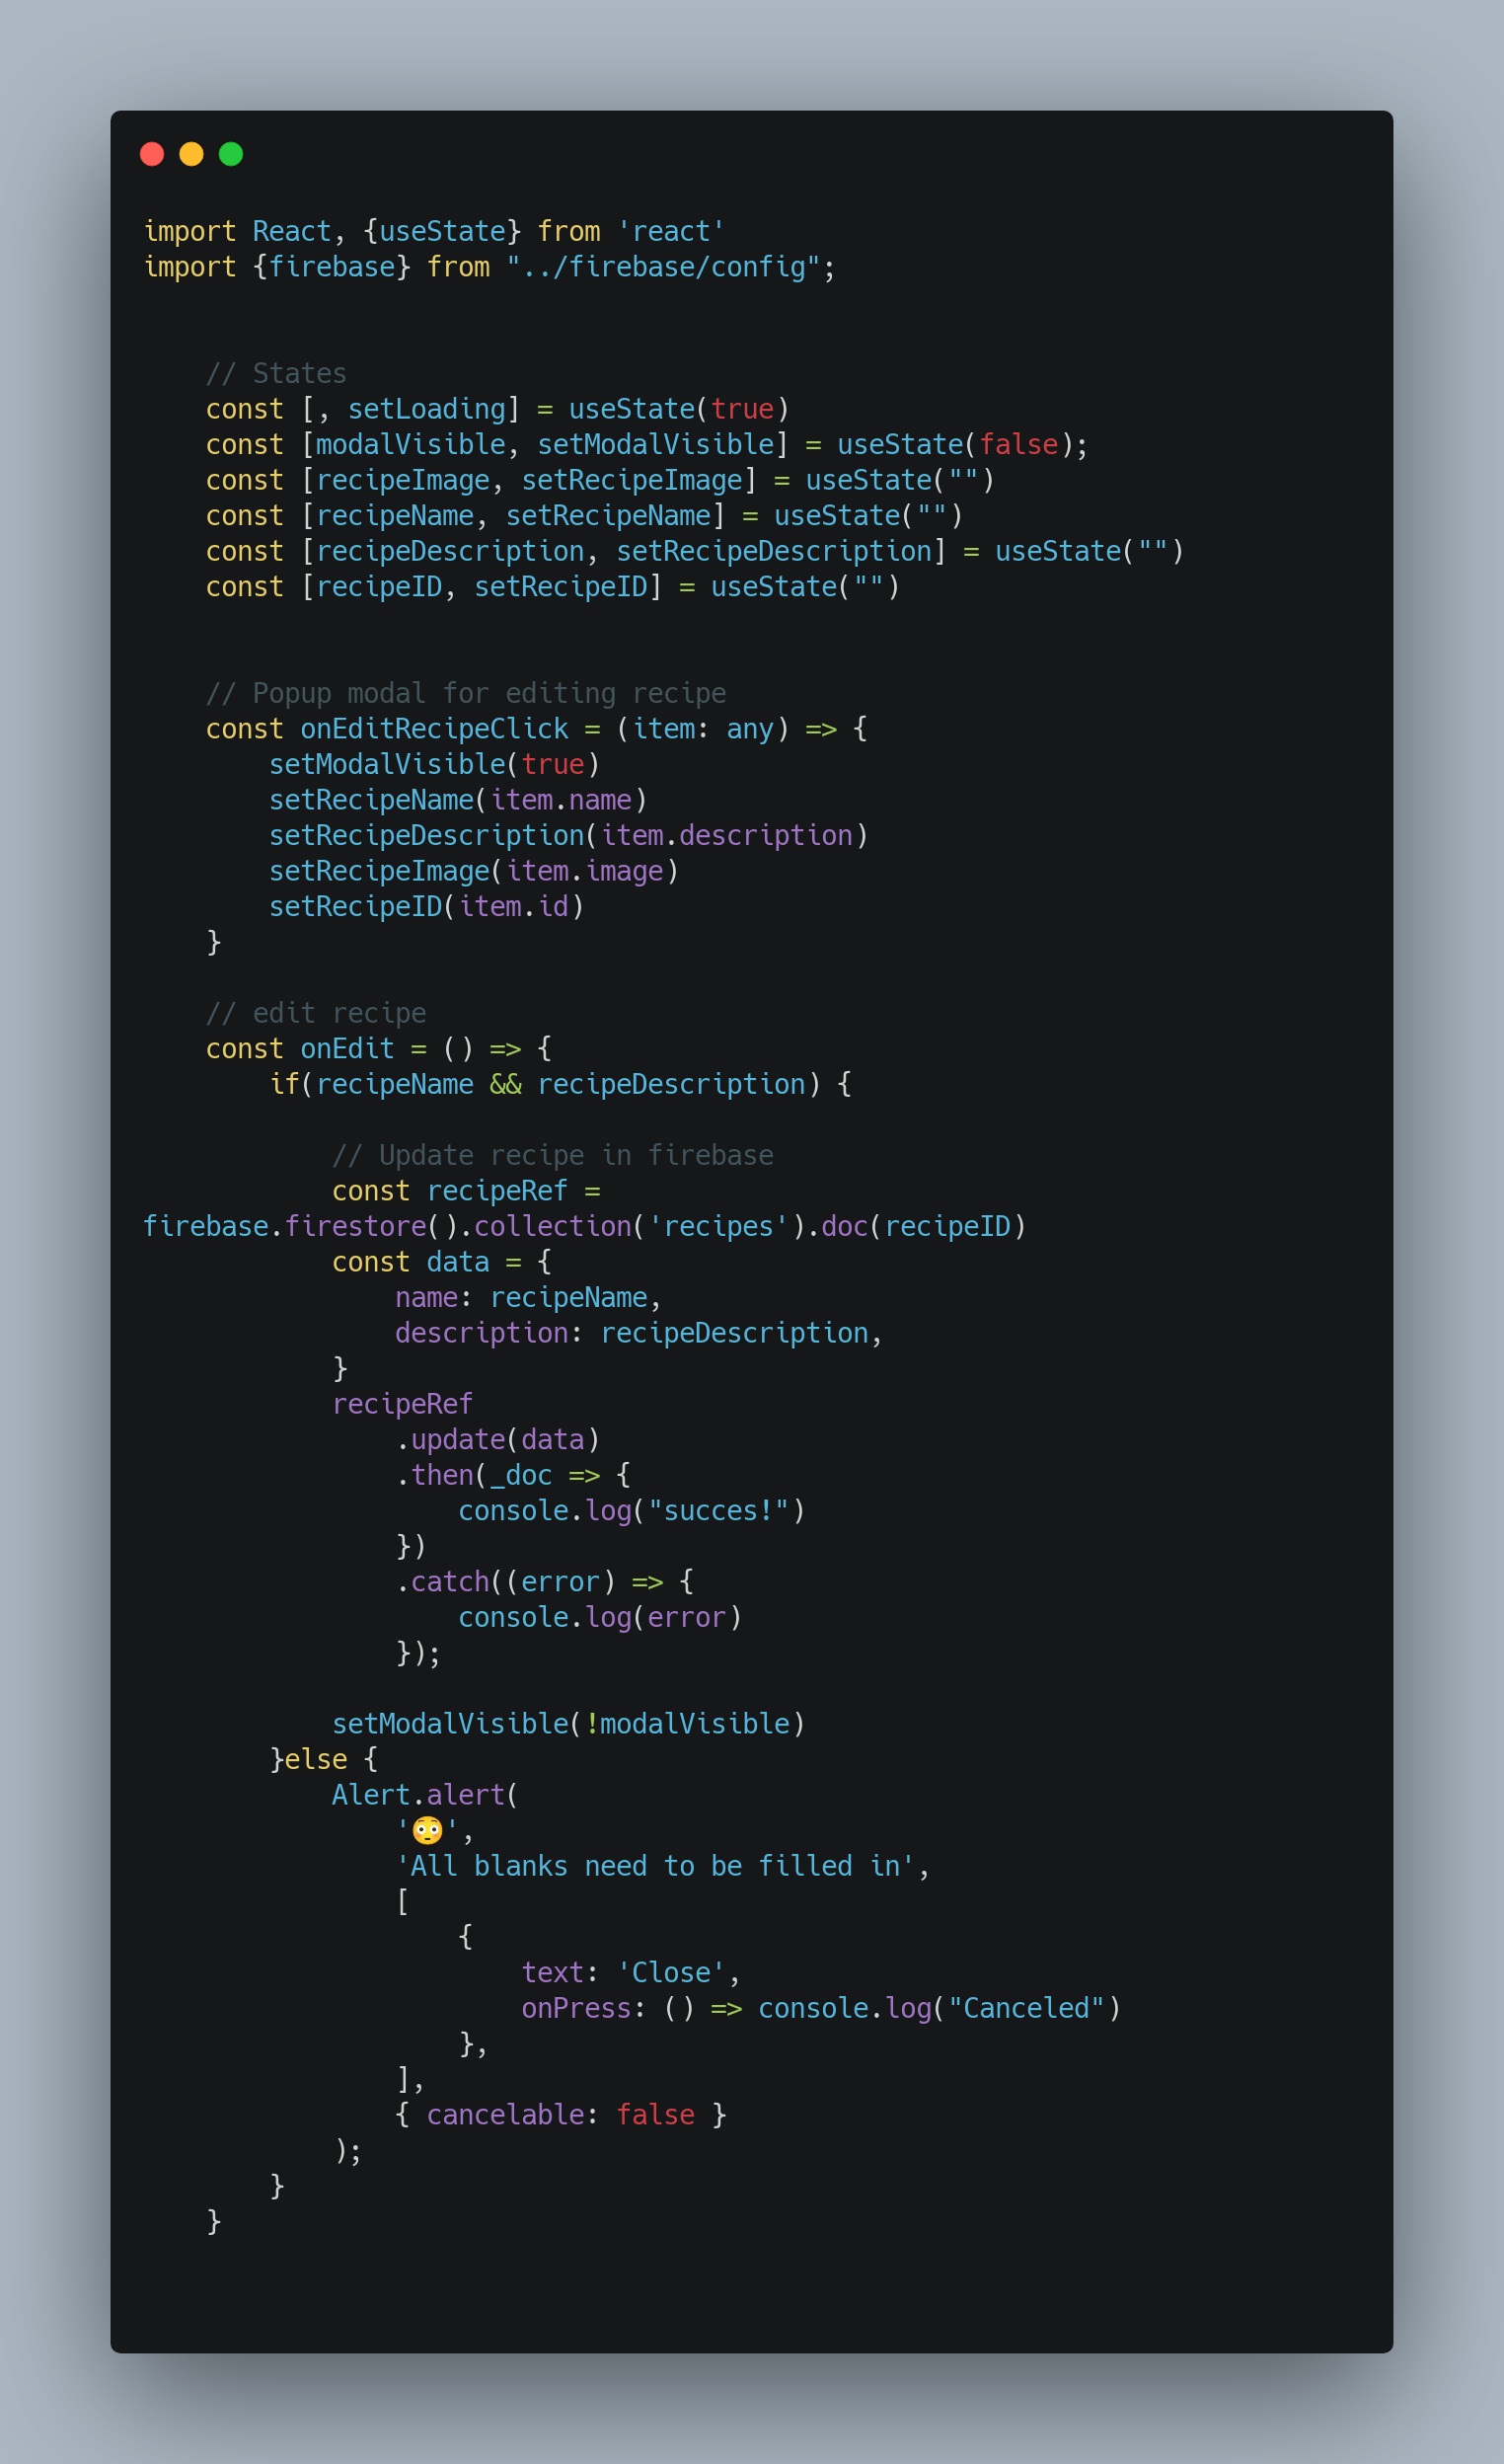 import React, {useState} from 'react'
import {firebase} from "../firebase/config";
    // States
    const [, setLoading] = useState(true)
    const [modalVisible, setModalVisible] = useState(false);
    const [recipeImage, setRecipeImage] = useState("")
    const [recipeName, setRecipeName] = useState("")
    const [recipeDescription, setRecipeDescription] = useState("")
    const [recipeID, setRecipeID] = useState("")
    // Popup modal for editing recipe
    const onEditRecipeClick = (item: any) => {
        setModalVisible(true)
        setRecipeName(item.name)
        setRecipeDescription(item.description)
        setRecipeImage(item.image)
        setRecipeID(item.id)
    }
    // edit recipe
    const onEdit = () => {
        if(recipeName && recipeDescription) {
            // Update recipe in firebase
            const recipeRef =
firebase.firestore().collection('recipes').doc(recipeID)
            const data = {
                name: recipeName,
                description: recipeDescription,
            }
            recipeRef
                .update(data)
                .then(_doc => {
                    console.log("succes!")
                })
                .catch((error) => {
                    console.log(error)
                });
            setModalVisible(!modalVisible)
        }else {
            Alert.alert(
                '😳',
                'All blanks need to be filled in',
                [
                    {
                        text: 'Close',
                        onPress: () => console.log("Canceled")
                    },
                ],
                { cancelable: false }
            );
        }
    }